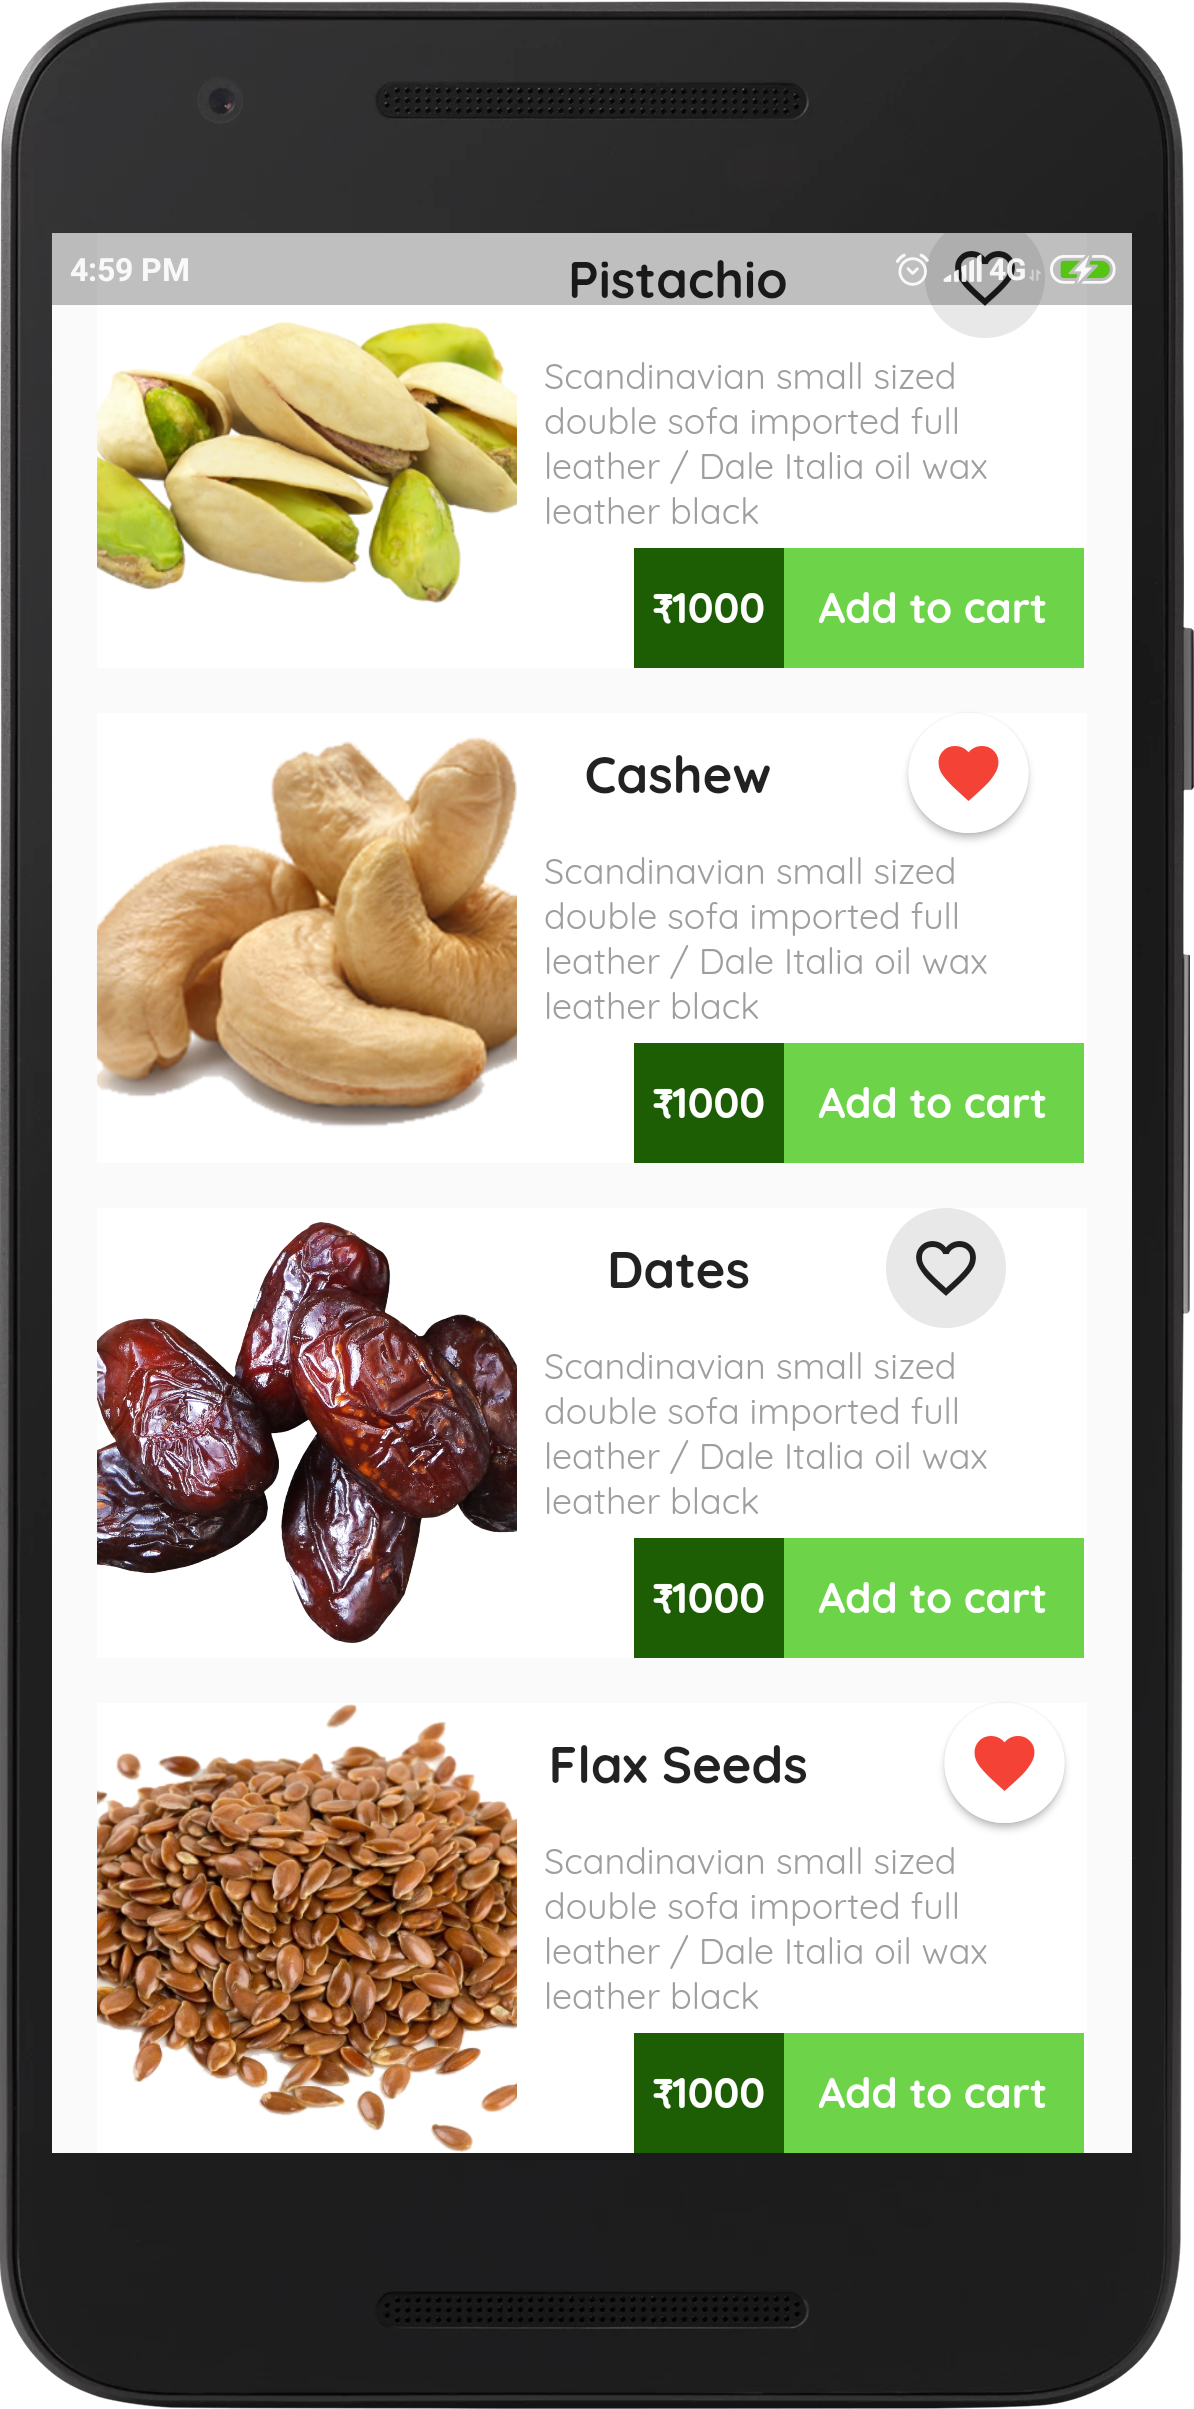 4:59 PM
4G
Pistachio
Scandinavian small sized
double sofa imported full
leather / Dale Italia oil wax
leather black
₹1000
Add to cart
Cashew
Scandinavian small sized
double sofa imported full
leather / Dale Italia oil wax
leather black
₹1000
Add to cart
Dates
Scandinavian small sized
double sofa imported full
leather / Dale Italia oil wax
leather black
₹1000
Add to cart
Flax Seeds
Scandinavian small sized
double sofa imported full
leather / Dale Italia oil wax
leather black
₹1000
Add to cart